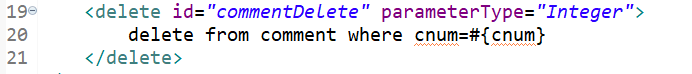 19 <delete id="commentDelete" parameterType="Integer">
20 delete from comment where cnum=#{cnum}
21 </delete>